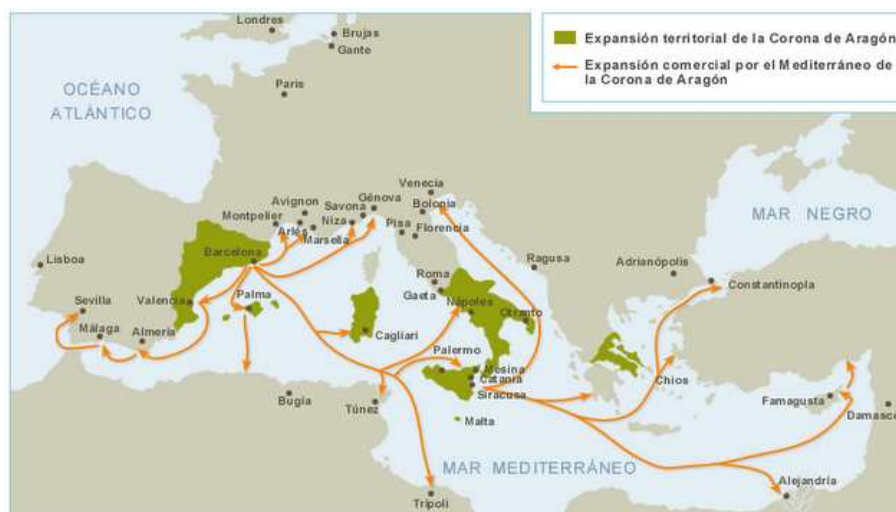 Londres
Brujas
Gante
Expansión territorial de la Corona de Aragón
Expansión comercial por el Mediterráneo de
la Corona de Aragón
OCÉANO
ATLÁNTICO
Paris
Venecia
Bolonia
Génova
Savona
Avignon
Montpelier
Arlés
Niza
Marsella
Pisa
Florencia
MAR NEGRO
Lisboa
Barcelona
Ragusa
Adrianópolis
Constantinopla
Roma
Gaeta
Nápoles
Otranto
Sevilla
Valencia
Palma
Málaga
Almería
Cagliari
Palermo
Mesina
Catania
Siracusa
Chios
Bugía
Túnez
Malta
Famagusta
Damasco
MAR MEDITERRÁNEO
Trípoli
Alejandría